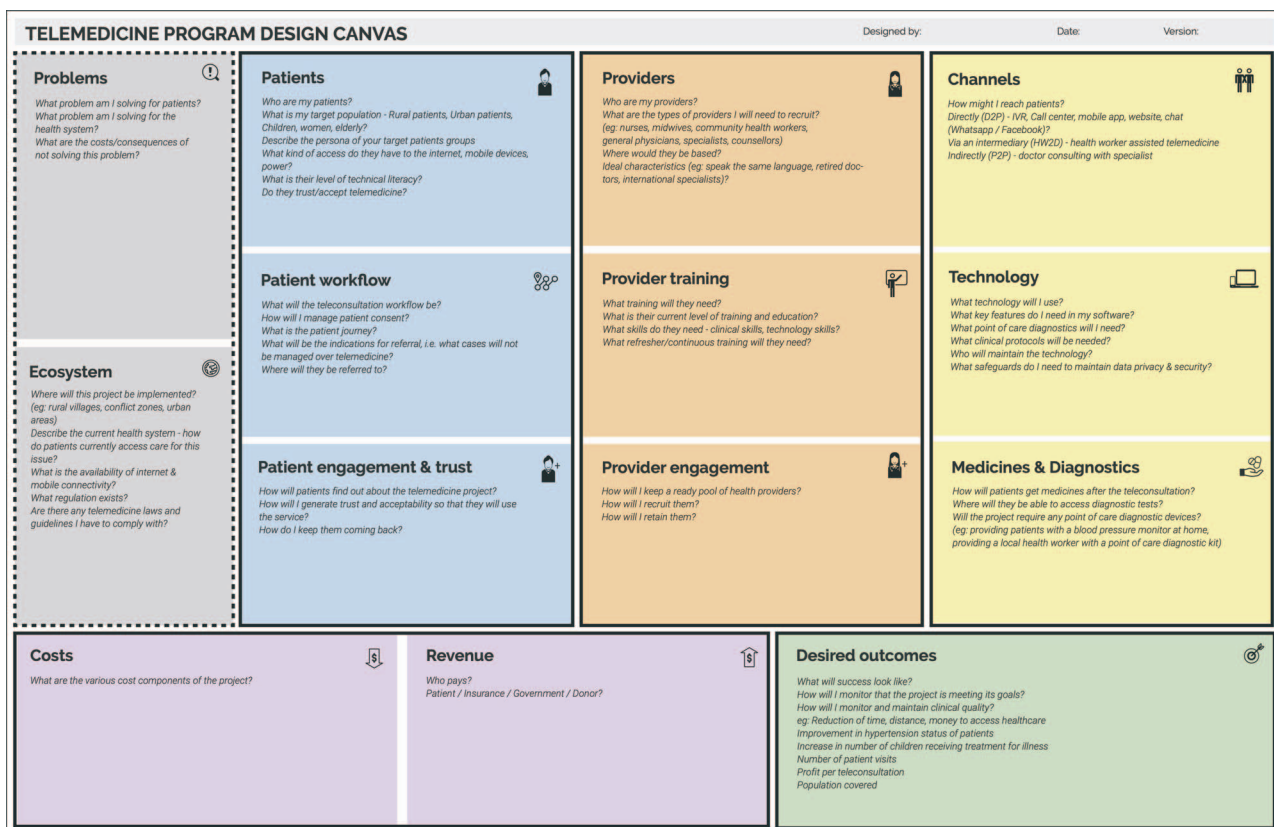 TELEMEDICINE PROGRAM DESIGN CANVAS
Designed by:
Date:
Version:
Problems
What problem am I solving for patients?
What problem am I solving for the
health system?
What are the costs/consequences of
not solving this problem?
Ecosystem
Where will this project be implemented?
(eg: rural villages, conflict zones, urban
areas)
Describe the current health system - how
do patients currently access care for this
issue?
What is the availability of internet &
mobile connectivity?
What regulation exists?
Are there any telemedicine laws and
guidelines I have to comply with?
Patients
Who are my patients?
What is my target population - Rural patients, Urban patients,
Children, women, elderly?
Describe the persona of your target patients groups
What kind of access do they have to the internet, mobile devices,
power?
What is their level of technical literacy?
Do they trust/accept telemedicine?
Patient workflow
What will the teleconsultation workflow be?
How will I manage patient consent?
What is the patient journey?
What will be the indications for referral, i.e. what cases will not
be managed over telemedicine?
Where will they be referred to?
Patient engagement & trust
How will patients find out about the telemedicine project?
How will I generate trust and acceptability so that they will use
the service?
How do I keep them coming back?
Providers
Who are my providers?
What are the types of providers I will need to recruit?
(eg: nurses, midwives, community health workers,
general physicians, specialists, counsellors)
Where would they be based?
Ideal characteristics (eg: speak the same language, retired doc-
tors, international specialists)?
Provider training
What training will they need?
What is their current level of training and education?
What skills do they need - clinical skills, technology skills?
What refresher/continuous training will they need?
Provider engagement
How will I keep a ready pool of health providers?
How will I recruit them?
How will I retain them?
Channels
How might I reach patients?
Directly (D2P) - IVR, Call center, mobile app, website, chat
(Whatsapp / Facebook)?
Via an intermediary (HW2D) - health worker assisted telemedicine
Indirectly (P2P) - doctor consulting with specialist
Technology
What technology will I use?
What key features do I need in my software?
What point of care diagnostics will I need?
What clinical protocols will be needed?
Who will maintain the technology?
What safeguards do I need to maintain data privacy & security?
Medicines & Diagnostics
How will patients get medicines after the teleconsultation?
Where will they be able to access diagnostic tests?
Will the project require any point of care diagnostic devices?
(eg: providing patients with a blood pressure monitor at home,
providing a local health worker with a point of care diagnostic kit)
Costs
What are the various cost components of the project?
Revenue
Who pays?
Patient / Insurance / Government / Donor?
Desired outcomes
What will success look like?
How will I monitor that the project is meeting its goals?
How will I monitor and maintain clinical quality?
eg: Reduction of time, distance, money to access healthcare
Improvement in hypertension status of patients
Increase in number of children receiving treatment for illness
Number of patient visits
Profit per teleconsultation
Population covered